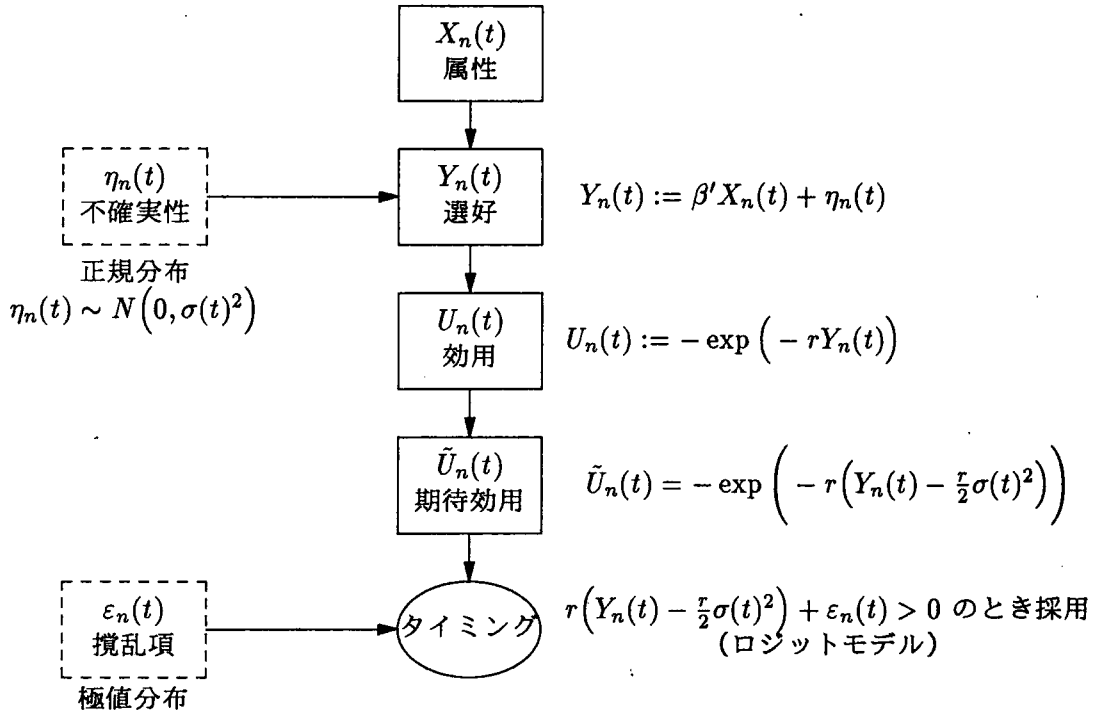 X_n(t)
属性
η_n(t)
不確実性
正規分布
η_n(t) ∼ N(0, σ(t)^2)
Y_n(t)
選好
Y_n(t) := β′X_n(t) + η_n(t)
U_n(t)
効用
U_n(t) := − exp ( − rY_n(t))
Ũ_n(t)
期待効用
Ũ_n(t) = − exp ( − r(Y_n(t) − r/2 σ(t)^2))
ε_n(t)
撹乱項
極値分布
タイミング
r(Y_n(t) − r/2 σ(t)^2) + ε_n(t) > 0 のとき採用
(ロジットモデル)